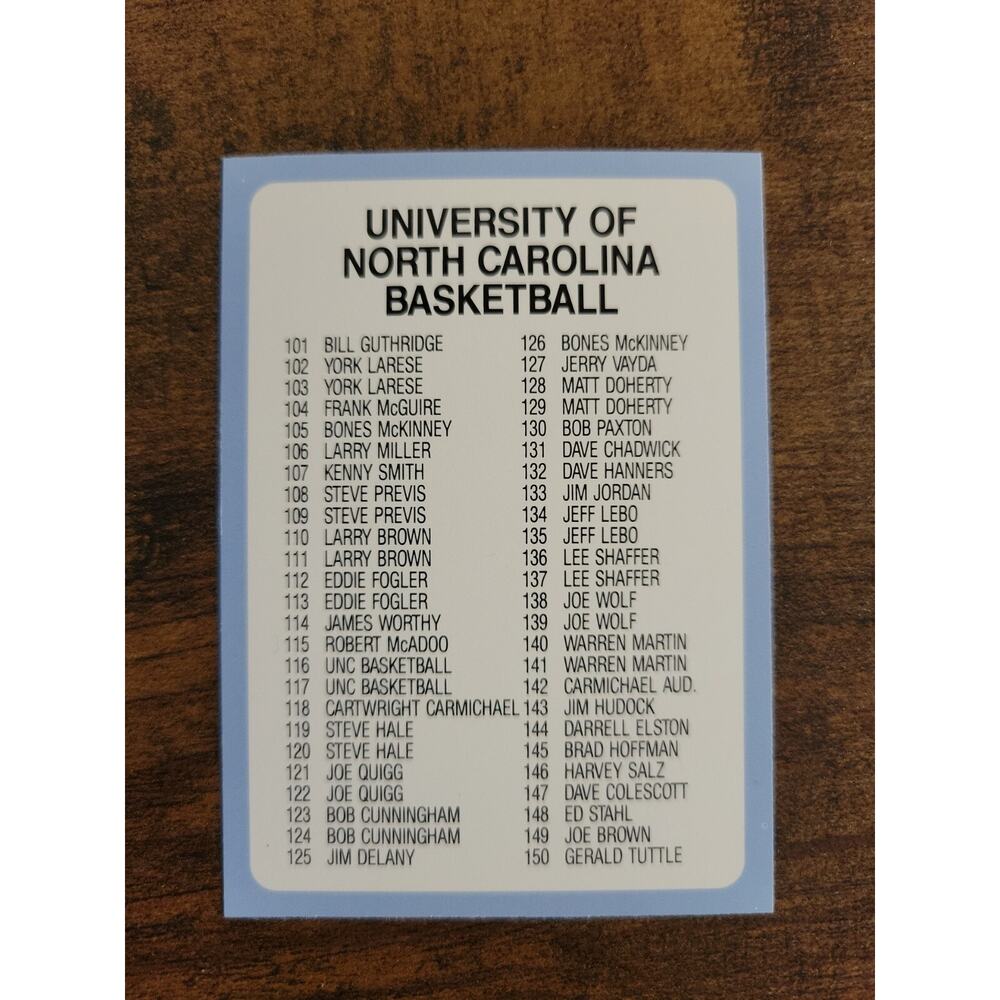 UNIVERSITY OF
NORTH CAROLINA
BASKETBALL
101 BILL GUTHRIDGE
102 YORK LARESE
103 YORK LARESE
104 FRANK McGUIRE
105 BONES McKINNEY
106 LARRY MILLER
107 KENNY SMITH
108 STEVE PREVIS
109 STEVE PREVIS
110 LARRY BROWN
111 LARRY BROWN
112 EDDIE FOGLER
113 EDDIE FOGLER
114 JAMES WORTHY
115 ROBERT McADOO
116 UNC BASKETBALL
117 UNC BASKETBALL
118 CARTWRIGHT CARMICHAEL
119 STEVE HALE
120 STEVE HALE
121 JOE QUIGG
122 JOE QUIGG
123 BOB CUNNINGHAM
124 BOB CUNNINGHAM
125 JIM DELANY
126 BONES McKINNEY
127 JERRY VAYDA
128 MATT DOHERTY
129 MATT DOHERTY
130 BOB PAXTON
131 DAVE CHADWICK
132 DAVE HANNERS
133 JIM JORDAN
134 JEFF LEBO
135 JEFF LEBO
136 LEE SHAFFER
137 LEE SHAFFER
138 JOE WOLF
139 JOE WOLF
140 WARREN MARTIN
141 WARREN MARTIN
142 CARMICHAEL AUD.
143 JIM HUDOCK
144 DARRELL ELSTON
145 BRAD HOFFMAN
146 HARVEY SALZ
147 DAVE COLESCOTT
148 ED STAHL
149 JOE BROWN
150 GERALD TUTTLE